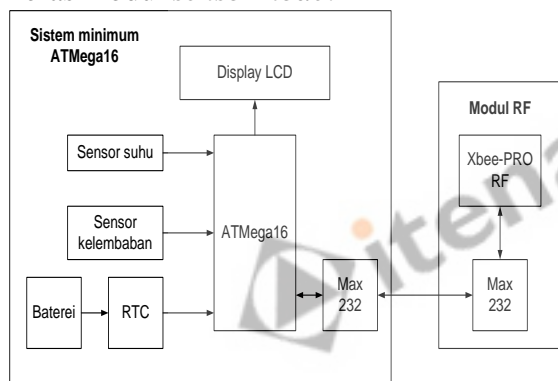 Sistem minimum
ATMega16
Display LCD
Modul RF
Sensor suhu
Xbee-PRO
RF
Sensor
kelembaban
ATMega16
Baterei
RTC
Max
232
Max
232
itena